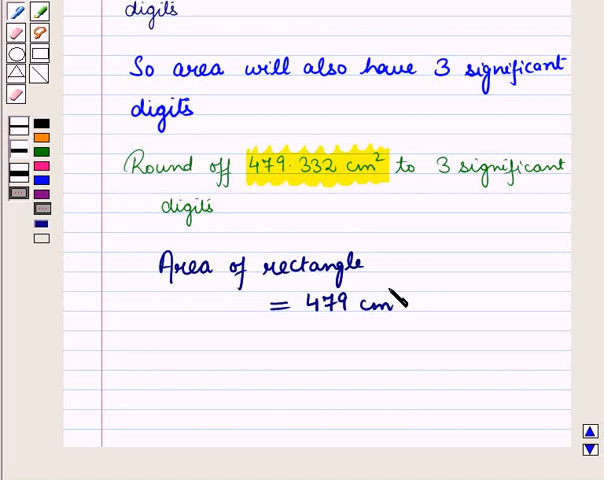 digits
So area will also have 3 significant
digits
Round off 479.332 cm² to 3 significant
digits
Area of rectangle
= 479 cm